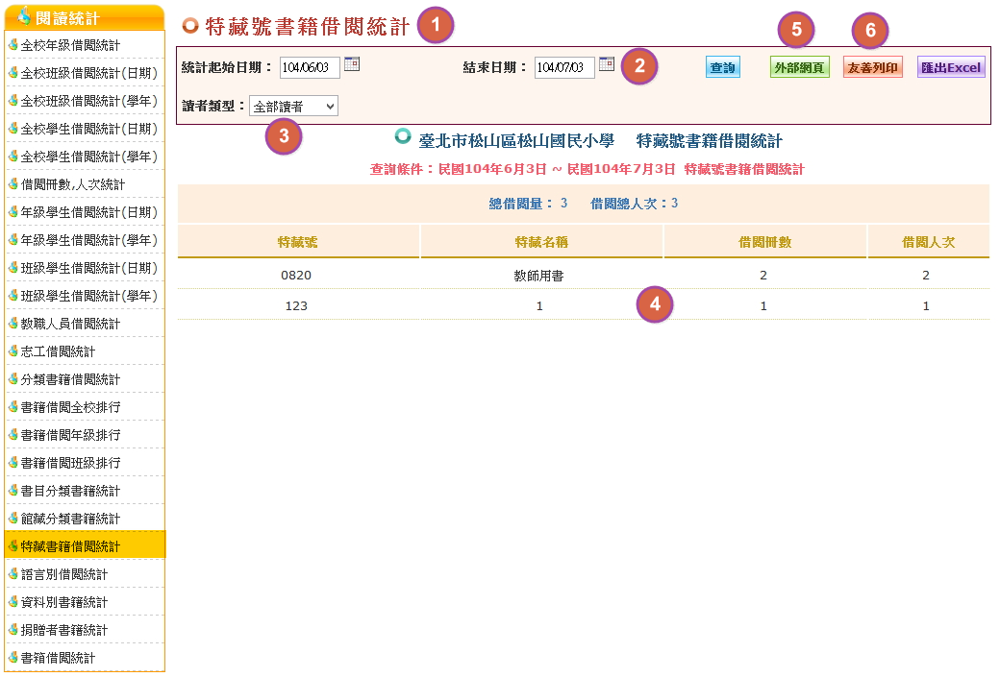 閱讀統計
全校年級借閱統計
全校班級借閱統計(日期)
全校班級借閱統計(學年)
全校學生借閱統計(日期)
全校學生借閱統計(學年)
借閱冊數,人次統計
年級學生借閱統計(日期)
年級學生借閱統計(學年)
班級學生借閱統計(日期)
班級學生借閱統計(學年)
教職人員借閱統計
志工借閱統計
分類書籍借閱統計
書籍借閱全校排行
書籍借閱年級排行
書籍借閱班級排行
書目分類書籍統計
館藏分類書籍統計
特藏書籍借閱統計
語言別借閱統計
資料別書籍統計
捐贈者書籍統計
書箱借閱統計
特藏號書籍借閱統計 1
5 6
統計起始日期： 104/06/03 結束日期： 104/07/03 2 查詢 外部網頁 友善列印 匯出Excel
讀者類型： 全部讀者
3
臺北市松山區松山國民小學 特藏號書籍借閱統計
查詢條件：民國104年6月3日 ~ 民國104年7月3日 特藏號書籍借閱統計
總借閱量： 3 借閱總人次：3
特藏號 特藏名稱 借閱冊數 借閱人次
0820 教師用書 2 2
123 1 1 1
4